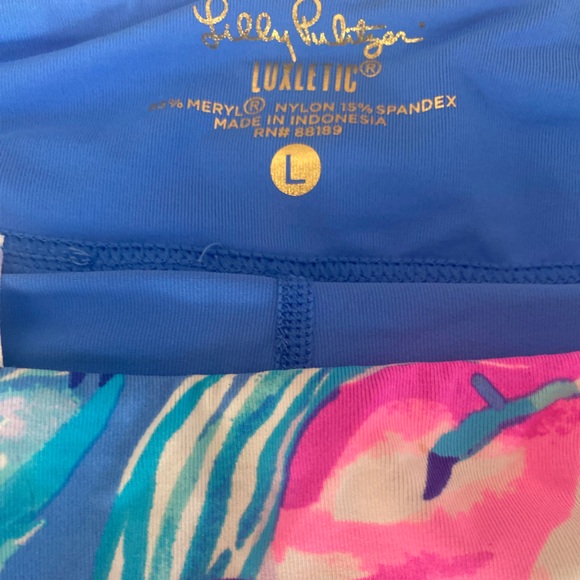 Lilly Pulitzer
LUXLETIC®
MERYL® NYLON 15% SPANDEX
MADE IN INDONESIA
RN# 88189
L